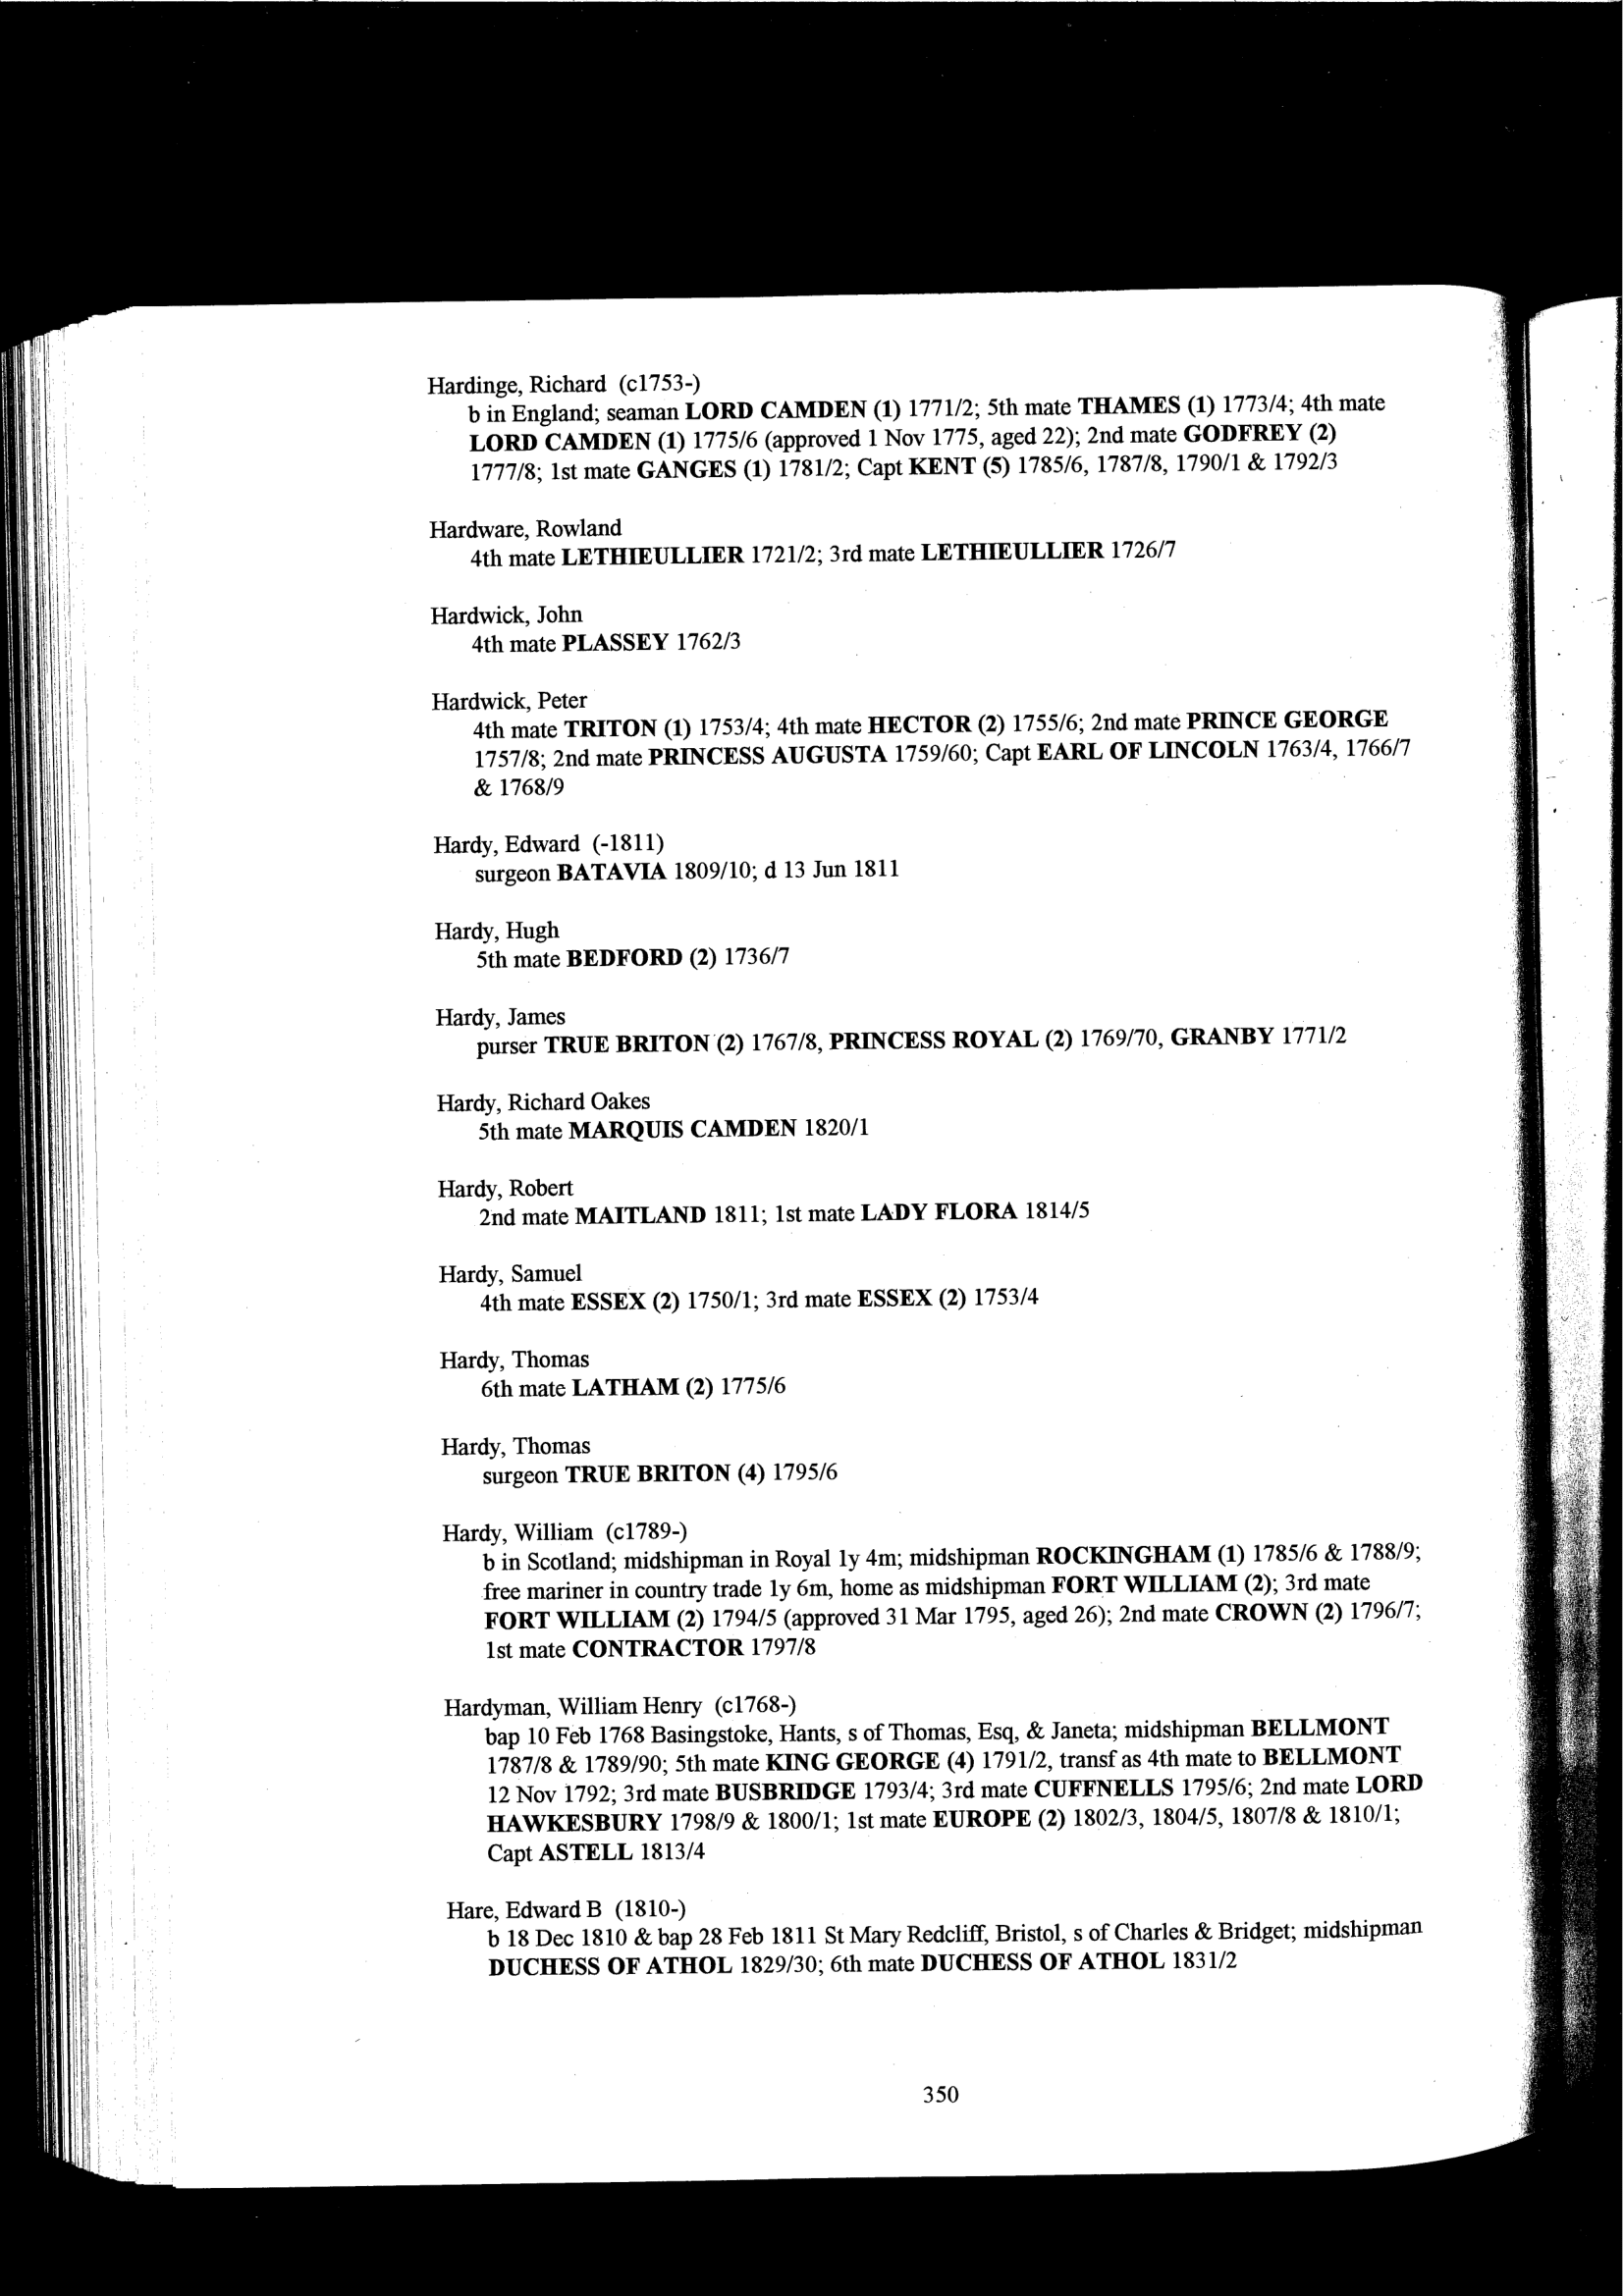 Hardinge, Richard (c1753-)
b in England; seaman LORD CAMDEN (1) 1771/2; 5th mate THAMES (1) 1773/4; 4th mate
LORD CAMDEN (1) 1775/6 (approved 1 Nov 1775, aged 22); 2nd mate GODFREY (2)
1777/8; 1st mate GANGES (1) 1781/2; Capt KENT (5) 1785/6, 1787/8, 1790/1 & 1792/3
Hardware, Rowland
4th mate LETHIEULLIER 1721/2; 3rd mate LETHIEULLIER 1726/7
Hardwick, John
4th mate PLASSEY 1762/3
Hardwick, Peter
4th mate TRITON (1) 1753/4; 4th mate HECTOR (2) 1755/6; 2nd mate PRINCE GEORGE
1757/8; 2nd mate PRINCESS AUGUSTA 1759/60; Capt EARL OF LINCOLN 1763/4, 1766/7
& 1768/9
Hardy, Edward (-1811)
surgeon BATAVIA 1809/10; d 13 Jun 1811
Hardy, Hugh
5th mate BEDFORD (2) 1736/7
Hardy, James
purser TRUE BRITON (2) 1767/8, PRINCESS ROYAL (2) 1769/70, GRANBY 1771/2
Hardy, Richard Oakes
5th mate MARQUIS CAMDEN 1820/1
Hardy, Robert
2nd mate MAITLAND 1811; 1st mate LADY FLORA 1814/5
Hardy, Samuel
4th mate ESSEX (2) 1750/1; 3rd mate ESSEX (2) 1753/4
Hardy, Thomas
6th mate LATHAM (2) 1775/6
Hardy, Thomas
surgeon TRUE BRITON (4) 1795/6
Hardy, William (c1789-)
b in Scotland; midshipman in Royal 1y 4m; midshipman ROCKINGHAM (1) 1785/6 & 1788/9;
free mariner in country trade 1y 6m, home as midshipman FORT WILLIAM (2); 3rd mate
FORT WILLIAM (2) 1794/5 (approved 31 Mar 1795, aged 26); 2nd mate CROWN (2) 1796/7;
1st mate CONTRACTOR 1797/8
Hardyman, William Henry (c1768-)
bap 10 Feb 1768 Basingstoke, Hants, s of Thomas, Esq, & Janeta; midshipman BELLMONT
1787/8 & 1789/90; 5th mate KING GEORGE (4) 1791/2, transf as 4th mate to BELLMONT
12 Nov 1792; 3rd mate BUSBRIDGE 1793/4; 3rd mate CUFFNELLS 1795/6; 2nd mate LORD
HAWKESBURY 1798/9 & 1800/1; 1st mate EUROPE (2) 1802/3, 1804/5, 1807/8 & 1810/1;
Capt ASTELL 1813/4
Hare, Edward B (1810-)
b 18 Dec 1810 & bap 28 Feb 1811 St Mary Redcliff, Bristol, s of Charles & Bridget; midshipman
DUCHESS OF ATHOL 1829/30; 6th mate DUCHESS OF ATHOL 1831/2
350